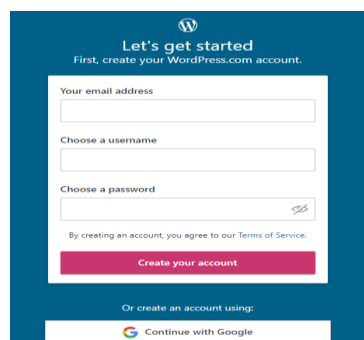 Let's get started
First, create your WordPress.com account.
Your email address
Choose a username
Choose a password
By creating an account, you agree to our Terms of Service.
Create your account
Or create an account using:
Continue with Google